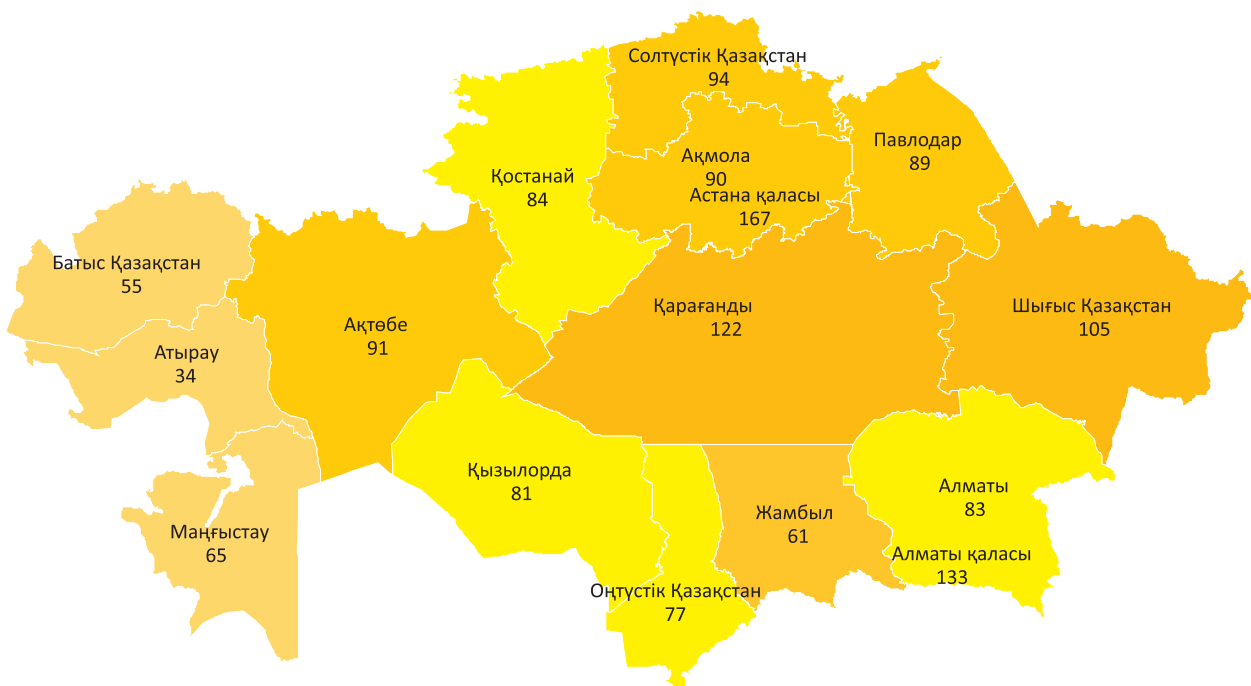 Солтүстік Қазақстан
94
Павлодар
89
Ақмола
90
Астана қаласы
167
Қостанай
84
Батыс Қазақстан
55
Ақтөбе
91
Қарағанды
122
Шығыс Қазақстан
105
Атырау
34
Қызылорда
81
Алматы
83
Маңғыстау
65
Жамбыл
61
Алматы қаласы
133
Оңтүстік Қазақстан
77